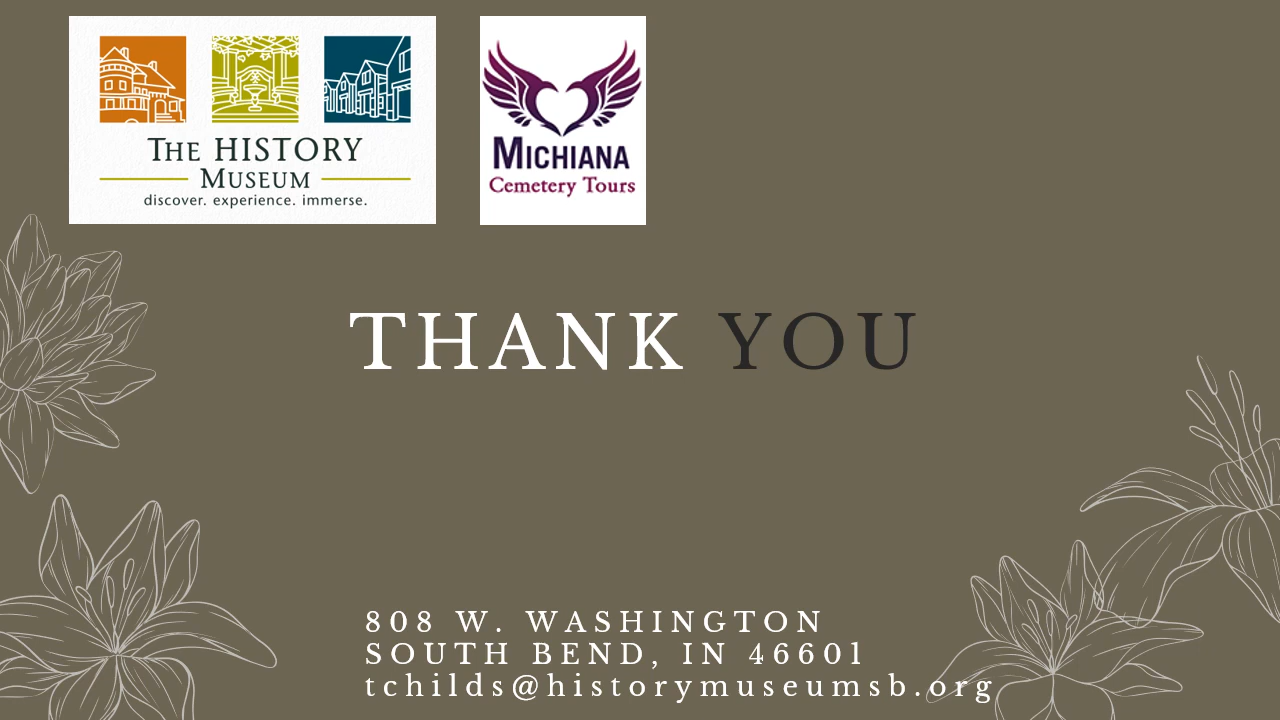 THE HISTORY
MUSEUM
discover. experience. immerse.
MICHIANA
Cemetery Tours
THANK YOU
808 W. WASHINGTON
SOUTH BEND, IN 46601
tchilds@historymuseumsb.org